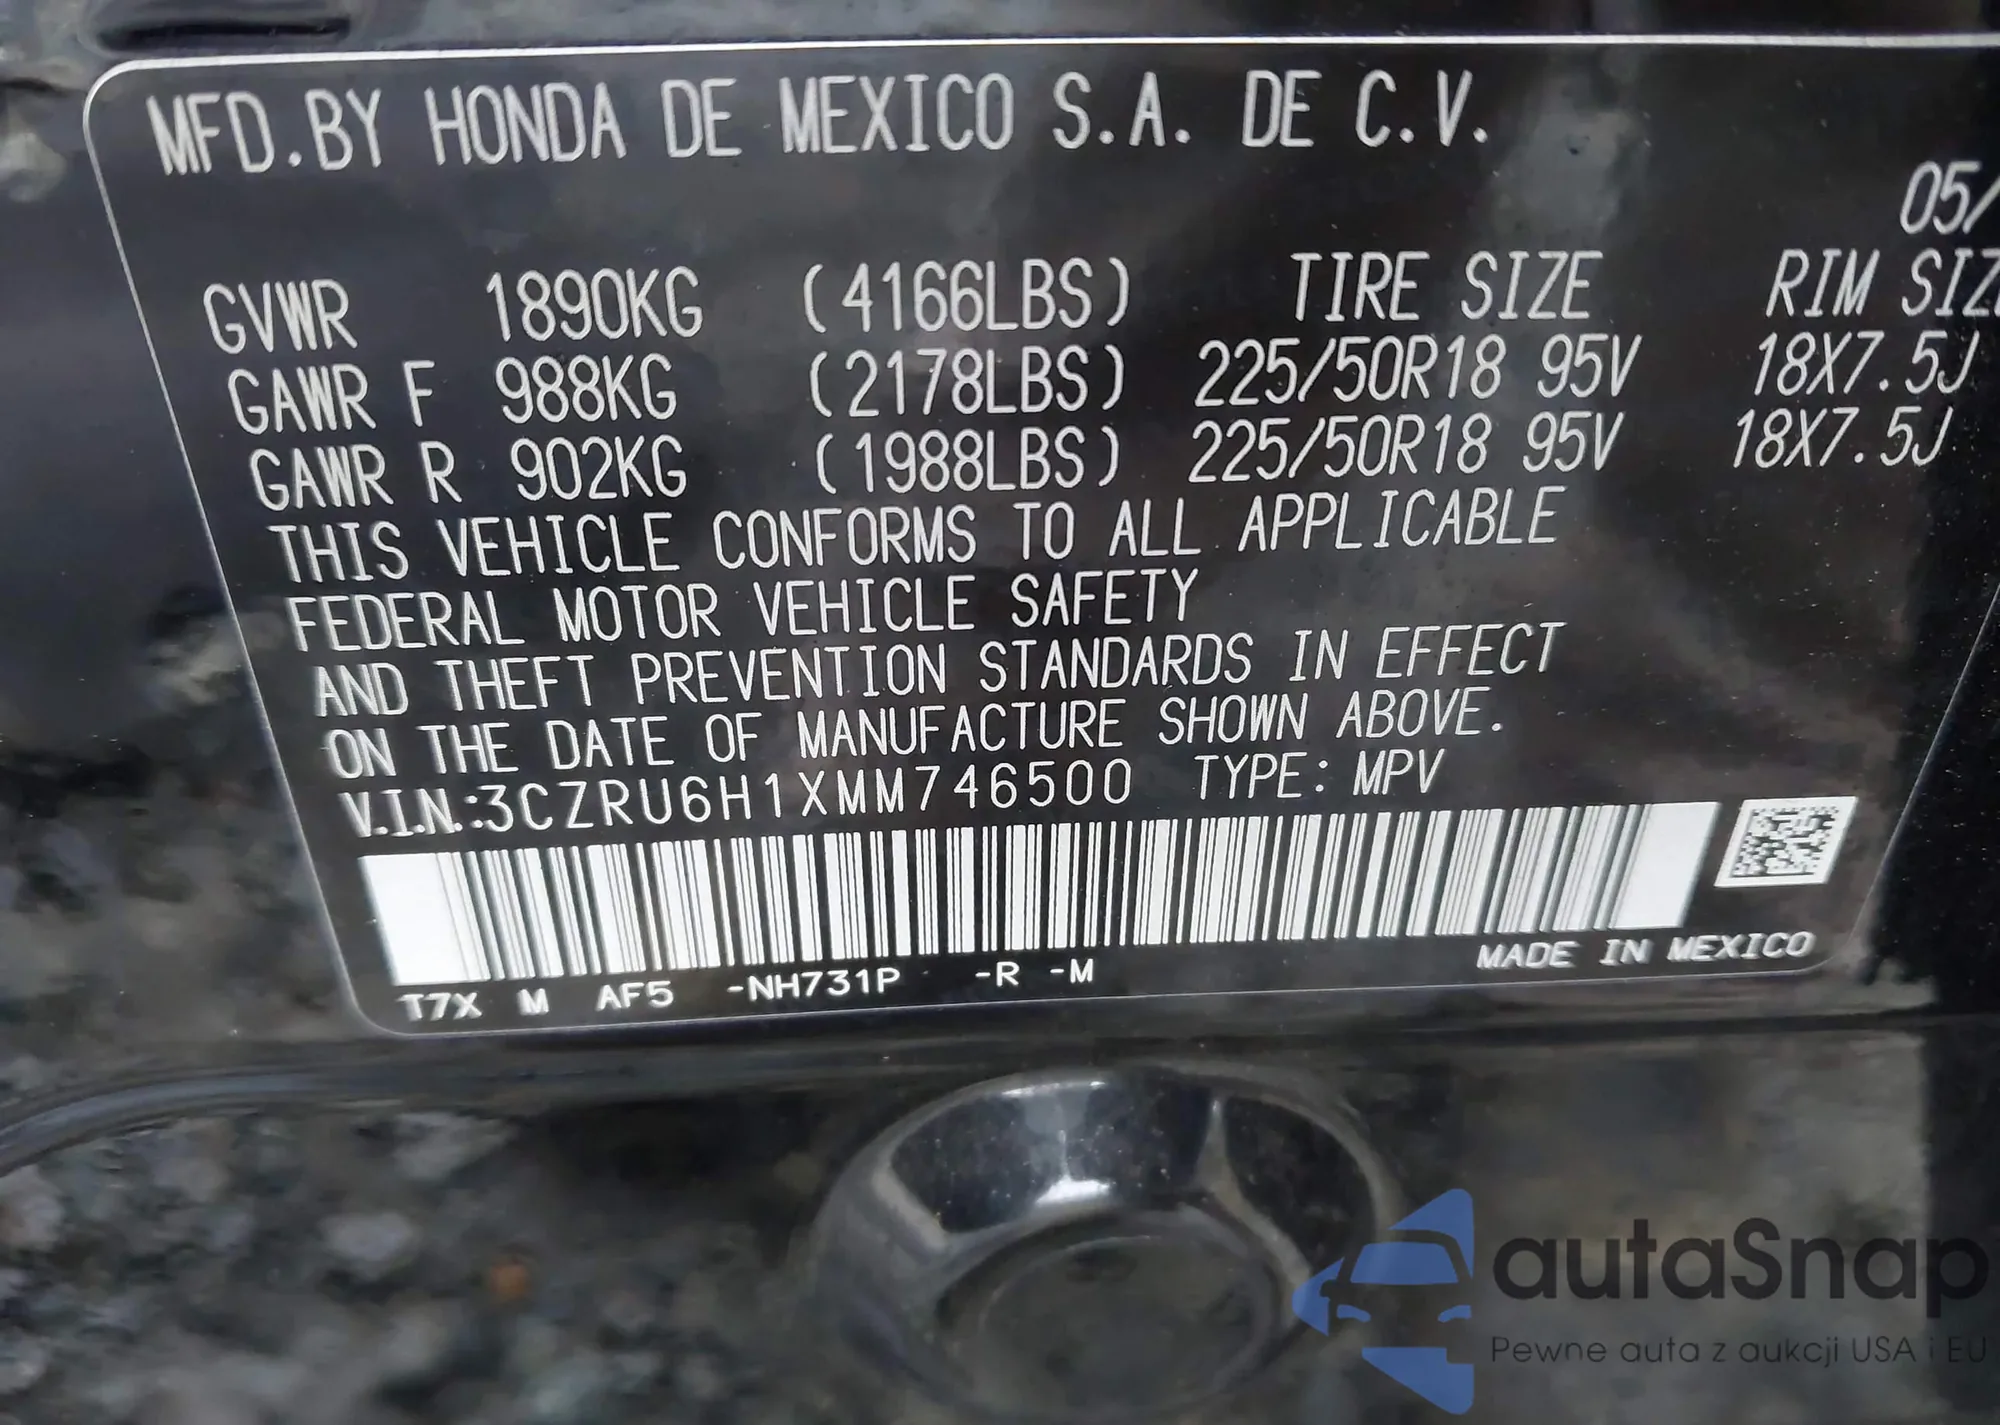 MFD.BY HONDA DE MEXICO S.A. DE C.V.
05/
GVWR 1890KG (4166LBS) TIRE SIZE RIM SIZE
GAWR F 988KG (2178LBS) 225/50R18 95V 18X7.5J
GAWR R 902KG (1988LBS) 225/50R18 95V 18X7.5J
THIS VEHICLE CONFORMS TO ALL APPLICABLE
FEDERAL MOTOR VEHICLE SAFETY
AND THEFT PREVENTION STANDARDS IN EFFECT
ON THE DATE OF MANUFACTURE SHOWN ABOVE.
V.I.N.:3CZRU6H1XMM746500 TYPE: MPV
T7X M AF5 -NH731P -R -M MADE IN MEXICO
autaSnap
Pewne auta z aukcji USA i EU